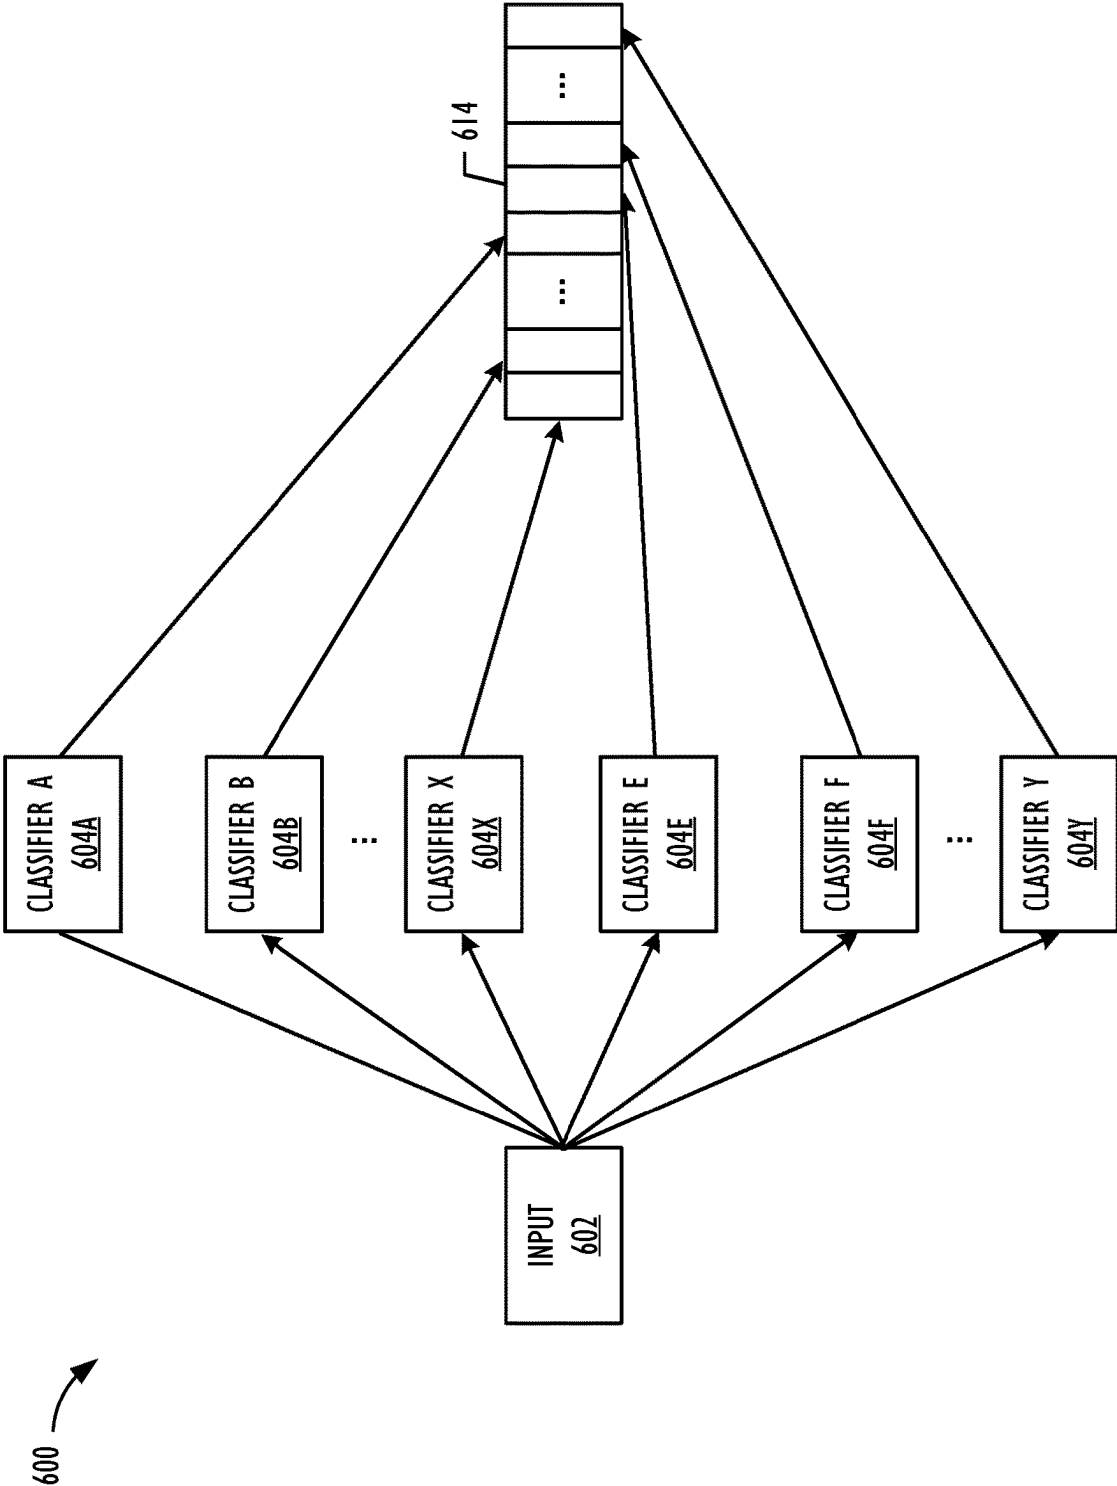 600
INPUT
602
CLASSIFIER A
604A
CLASSIFIER B
604B
...
CLASSIFIER X
604X
CLASSIFIER E
604E
CLASSIFIER F
604F
...
CLASSIFIER Y
604Y
614
...
...